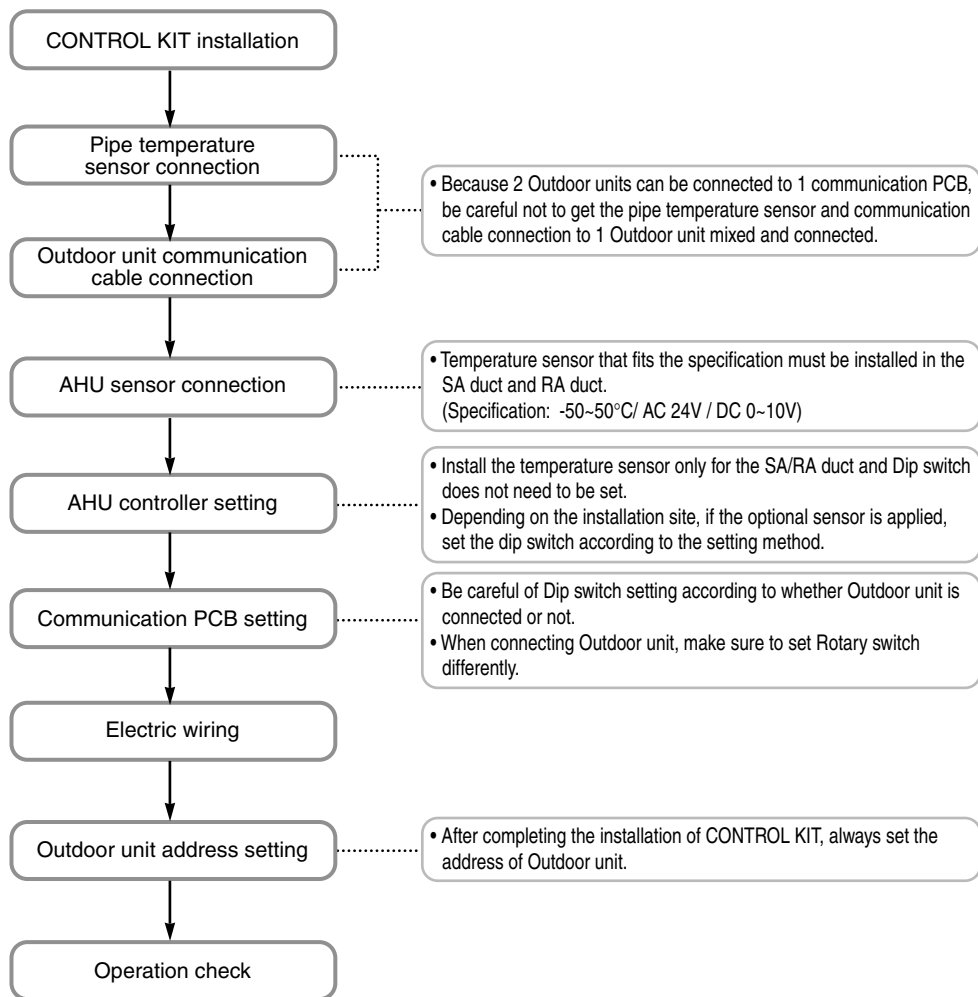 CONTROL KIT installation
Pipe temperature
sensor connection
• Because 2 Outdoor units can be connected to 1 communication PCB,
be careful not to get the pipe temperature sensor and communication
cable connection to 1 Outdoor unit mixed and connected.
Outdoor unit communication
cable connection
AHU sensor connection
• Temperature sensor that fits the specification must be installed in the
SA duct and RA duct.
(Specification: -50~50°C/ AC 24V / DC 0~10V)
AHU controller setting
• Install the temperature sensor only for the SA/RA duct and Dip switch
does not need to be set.
• Depending on the installation site, if the optional sensor is applied,
set the dip switch according to the setting method.
Communication PCB setting
• Be careful of Dip switch setting according to whether Outdoor unit is
connected or not.
• When connecting Outdoor unit, make sure to set Rotary switch
differently.
Electric wiring
Outdoor unit address setting
• After completing the installation of CONTROL KIT, always set the
address of Outdoor unit.
Operation check